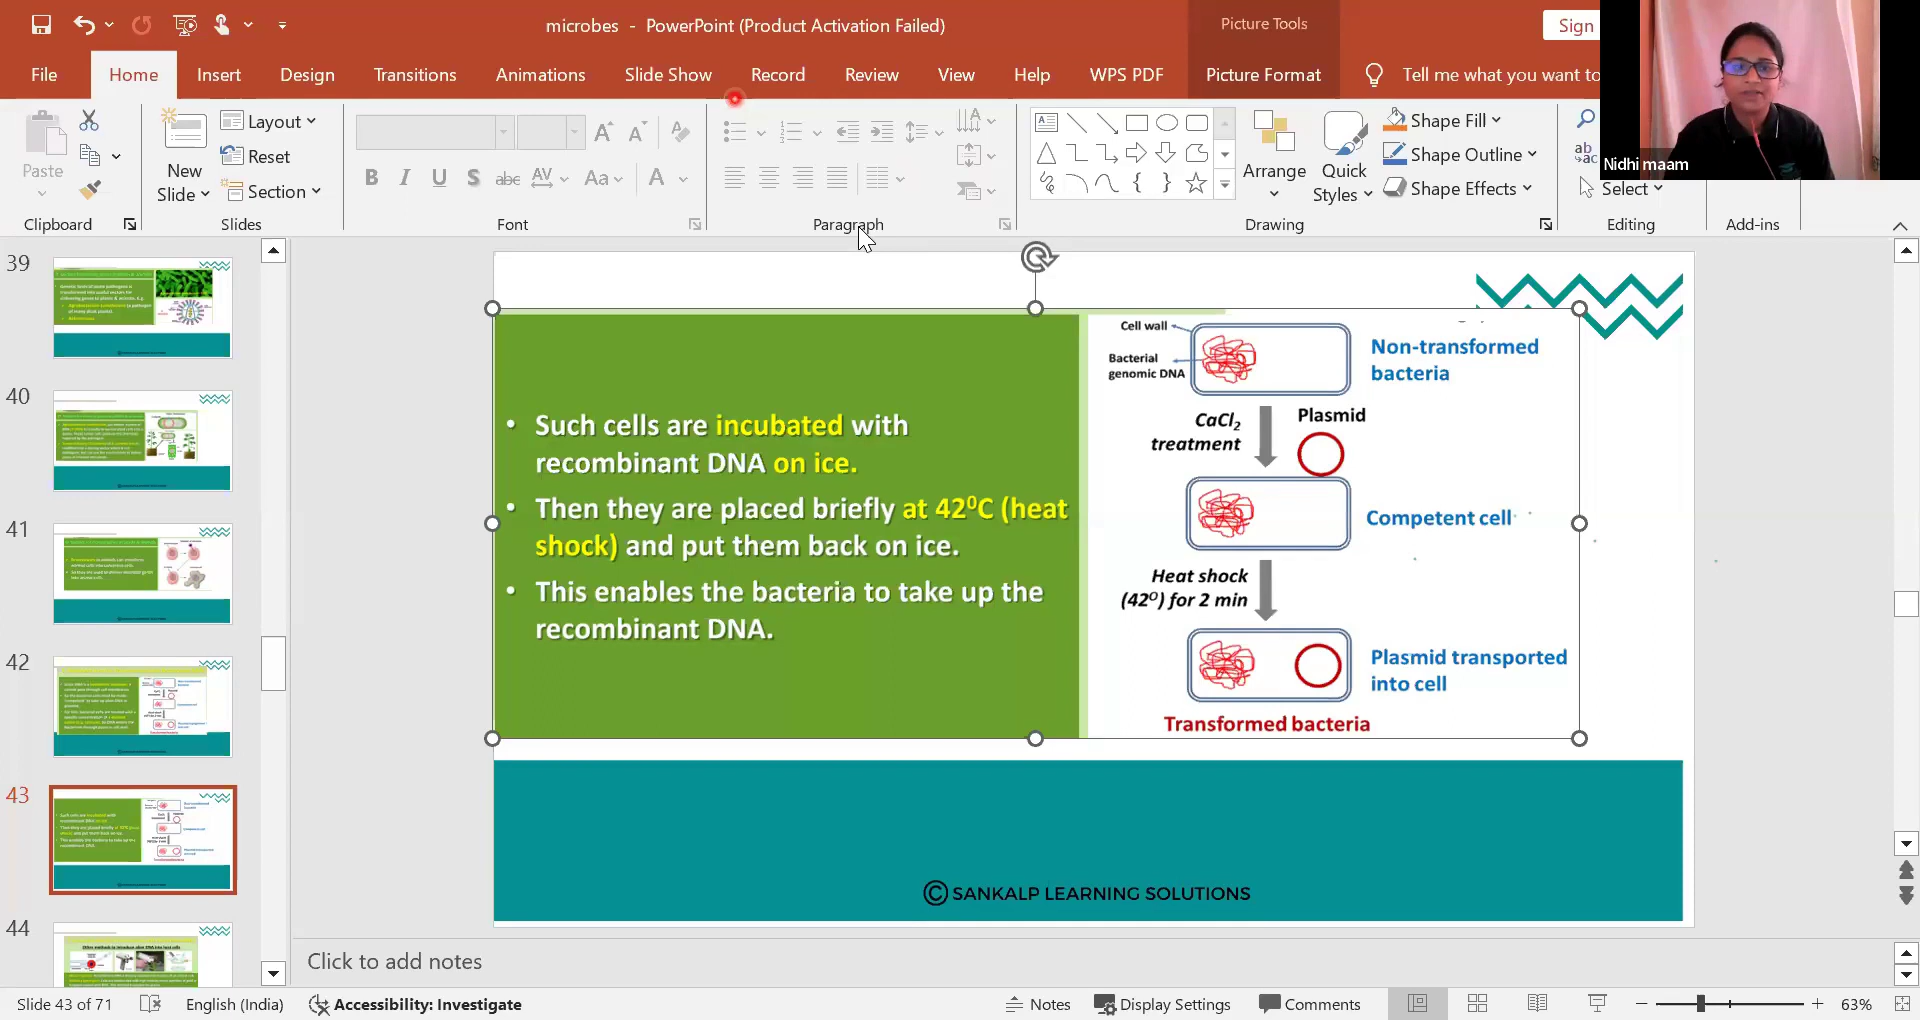 microbes - PowerPoint (Product Activation Failed)
Picture Tools
Sign
File
Home
Insert
Design
Transitions
Animations
Slide Show
Record
Review
View
Help
WPS PDF
Picture Format
Tell me what you want to
Nidhi maam
Paste
New
Slide
Layout
Reset
Section
B I U S abc AV Aa A
Arrange
Quick
Styles
Shape Fill
Shape Outline
Shape Effects
Select
Clipboard
Slides
Font
Paragraph
Drawing
Editing
Add-ins
39
40
41
42
43
44
• Such cells are incubated with
recombinant DNA on ice.
• Then they are placed briefly at 42⁰C (heat
shock) and put them back on ice.
• This enables the bacteria to take up the
recombinant DNA.
Cell wall
Bacterial
genomic DNA
Non-transformed
bacteria
CaCl₂
treatment
Plasmid
Competent cell
Heat shock
(42⁰) for 2 min
Plasmid transported
into cell
Transformed bacteria
© SANKALP LEARNING SOLUTIONS
Click to add notes
Slide 43 of 71
English (India)
Accessibility: Investigate
Notes
Display Settings
Comments
63%